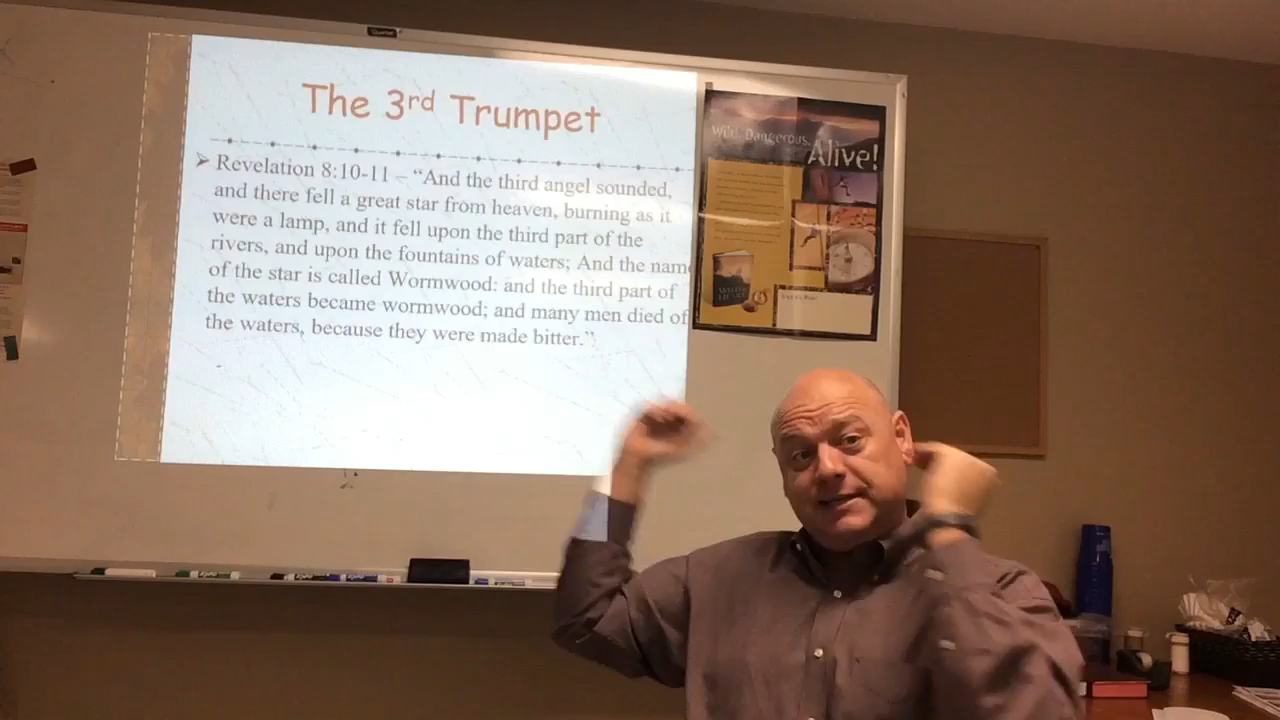 The 3rd Trumpet
➢ Revelation 8:10-11 – “And the third angel sounded,
and there fell a great star from heaven, burning as it
were a lamp, and it fell upon the third part of the
rivers, and upon the fountains of waters; And the name
of the star is called Wormwood: and the third part of
the waters became wormwood; and many men died of
the waters, because they were made bitter.”
Wild. Dangerous.
Alive!
Quartet